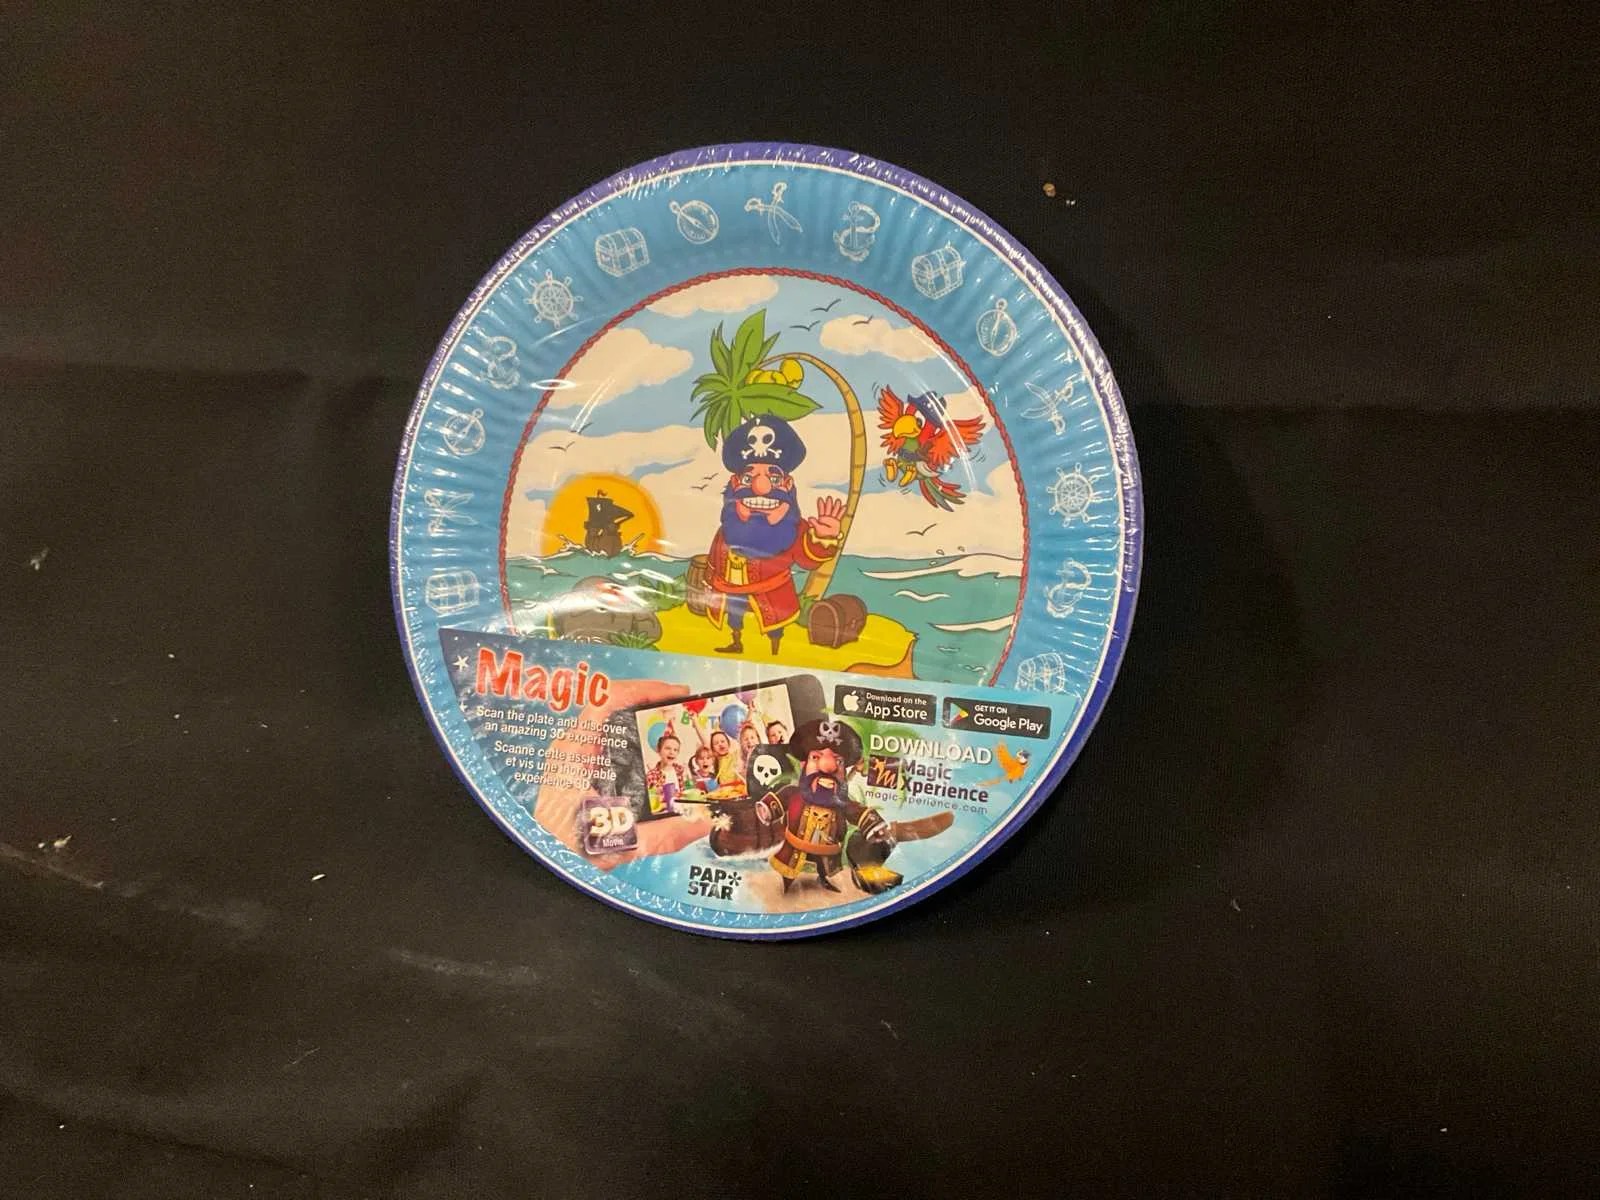 Magic
Scan the plate and discover
an amazing 3D experience
Scanne cette assiette
et vis une incroyable
expérience 3D
3D
Movie
Download on the
App Store
GET IT ON
Google Play
DOWNLOAD
Magic
Xperience
magic-xperience.com
PAP
STAR